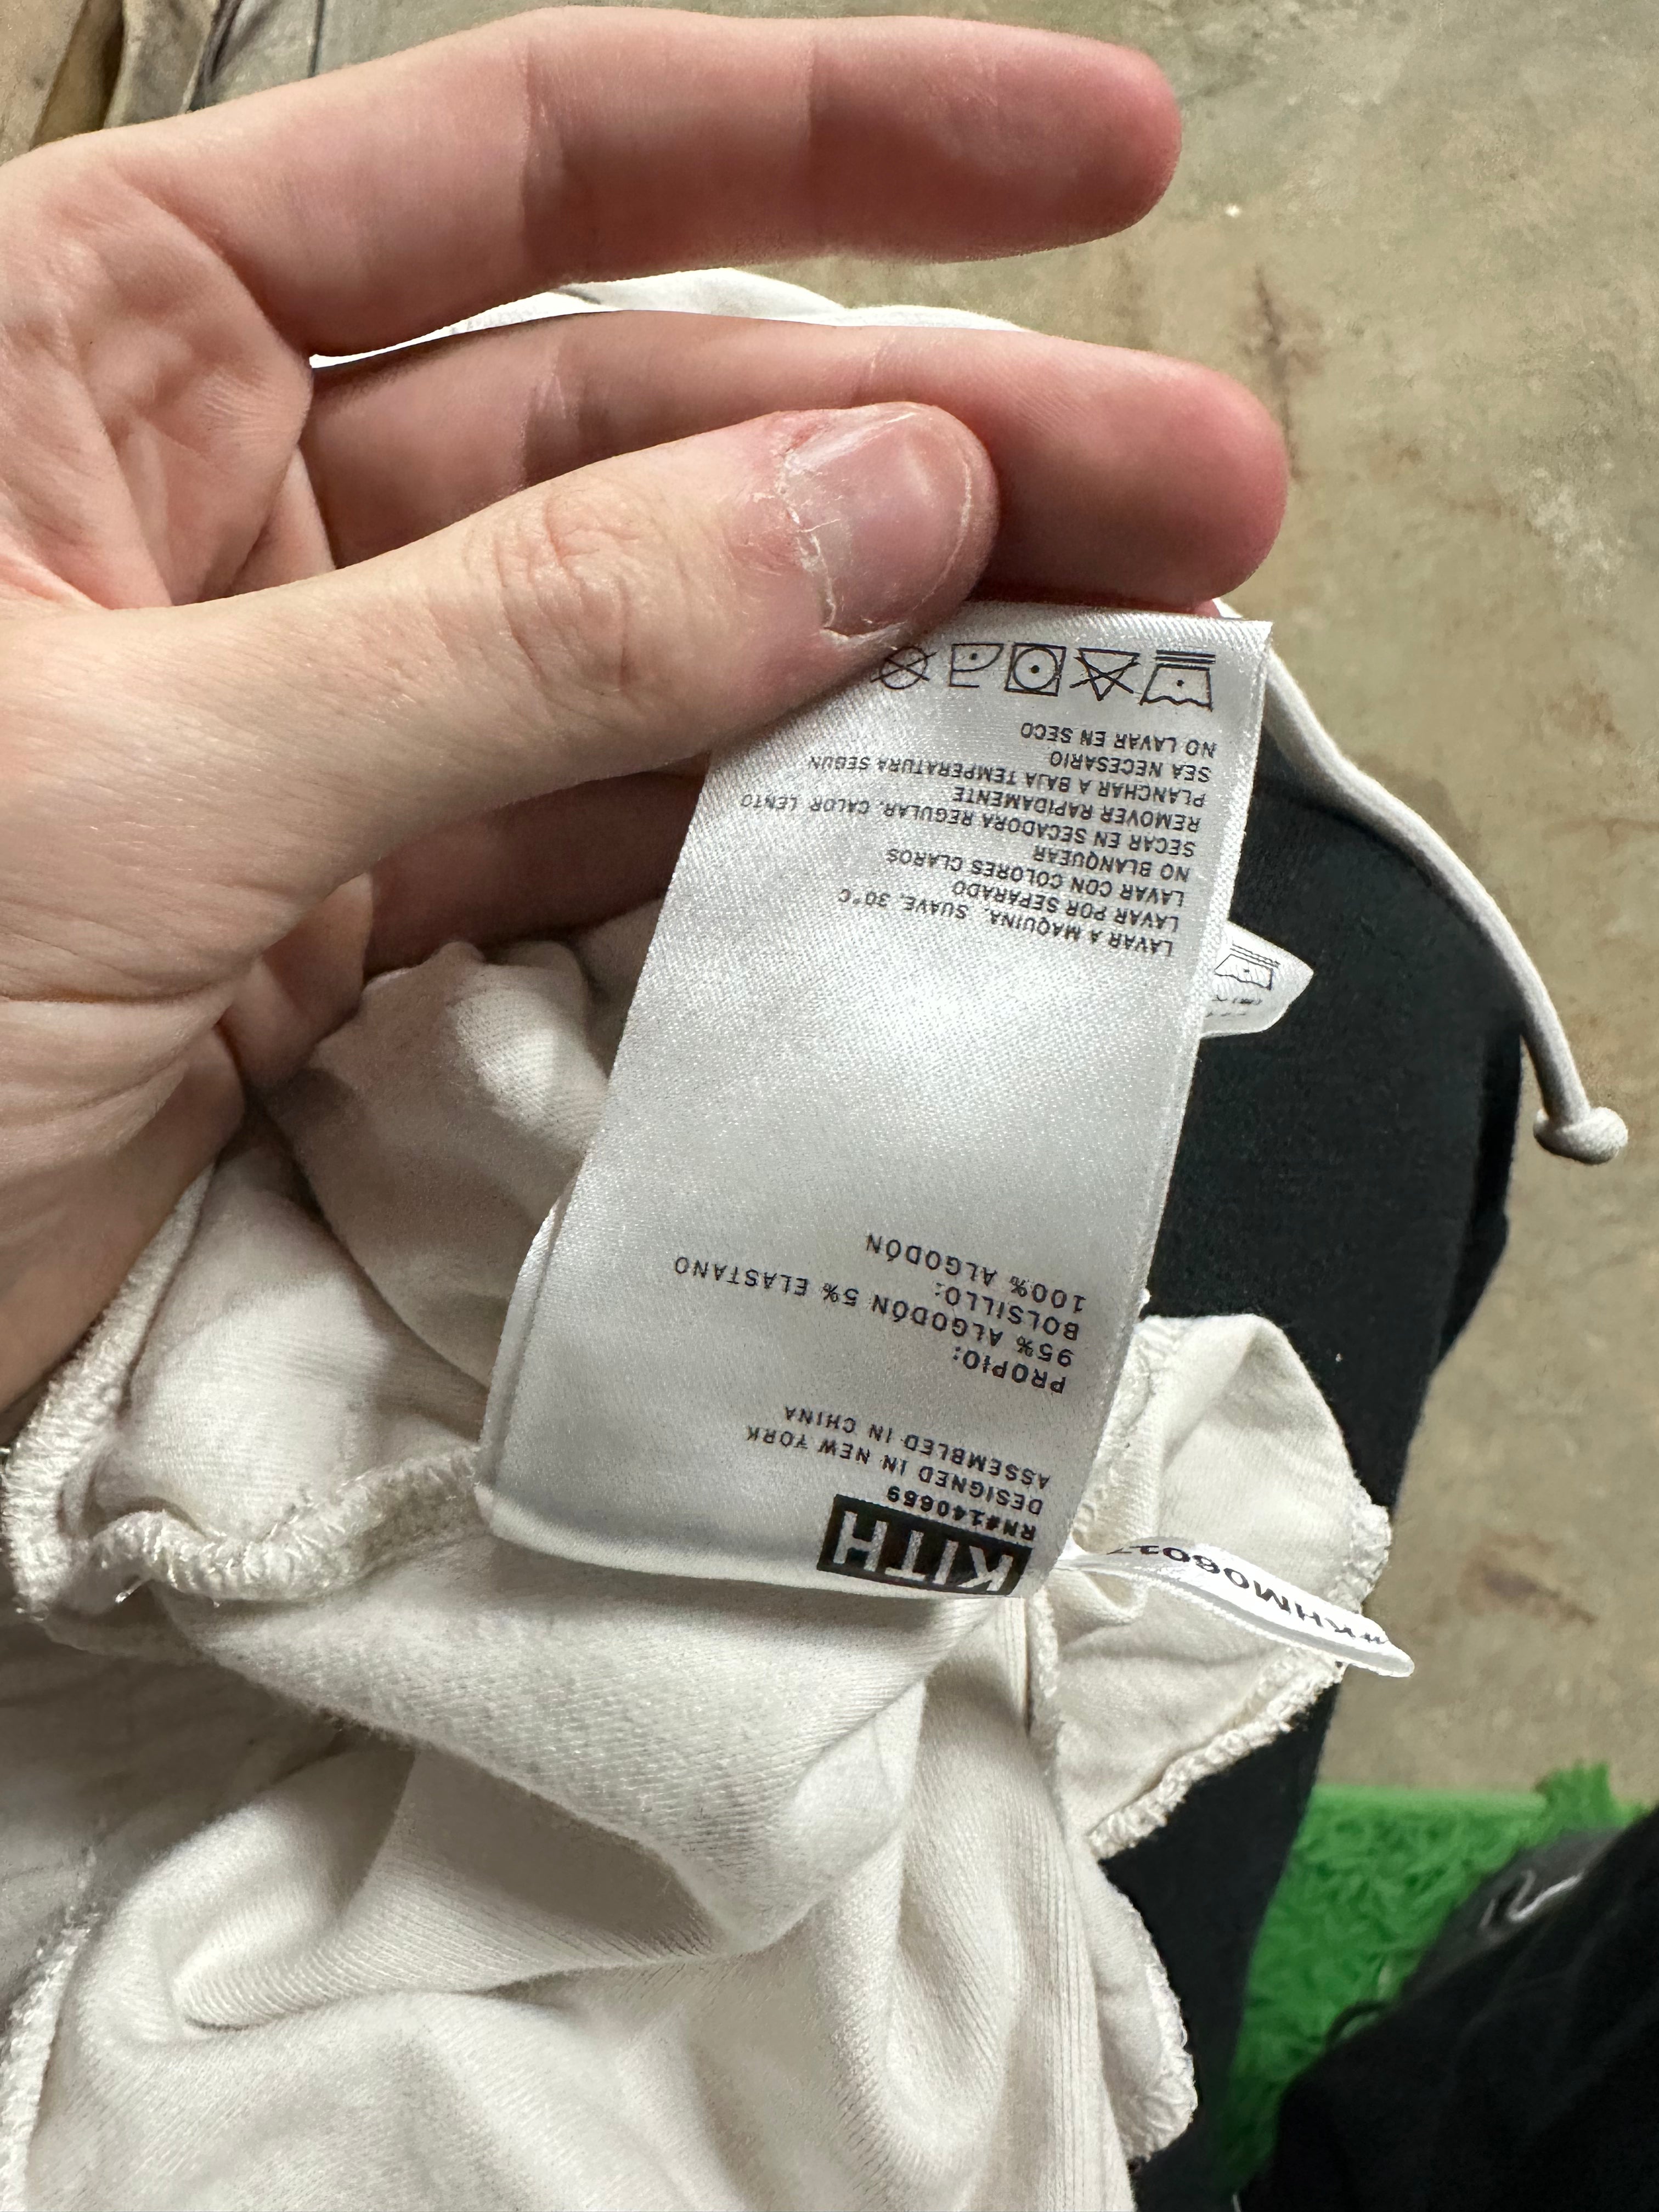 KITH
RN#140659
DESIGNED IN NEW YORK
ASSEMBLED IN CHINA
PROPIO:
95% ALGODÓN 5% ELASTANO
BOLSILLO:
100% ALGODÓN
LAVAR A MAQUINA, SUAVE, 30°C
LAVAR POR SEPARADO
LAVAR CON COLORES CLAROS
NO BLANQUEAR
SECAR EN SECADORA REGULAR, CALOR LENTO
REMOVER RAPIDAMENTE
PLANCHAR A BAJA TEMPERATURA SEGUN
SEA NECESARIO
NO LAVAR EN SECO